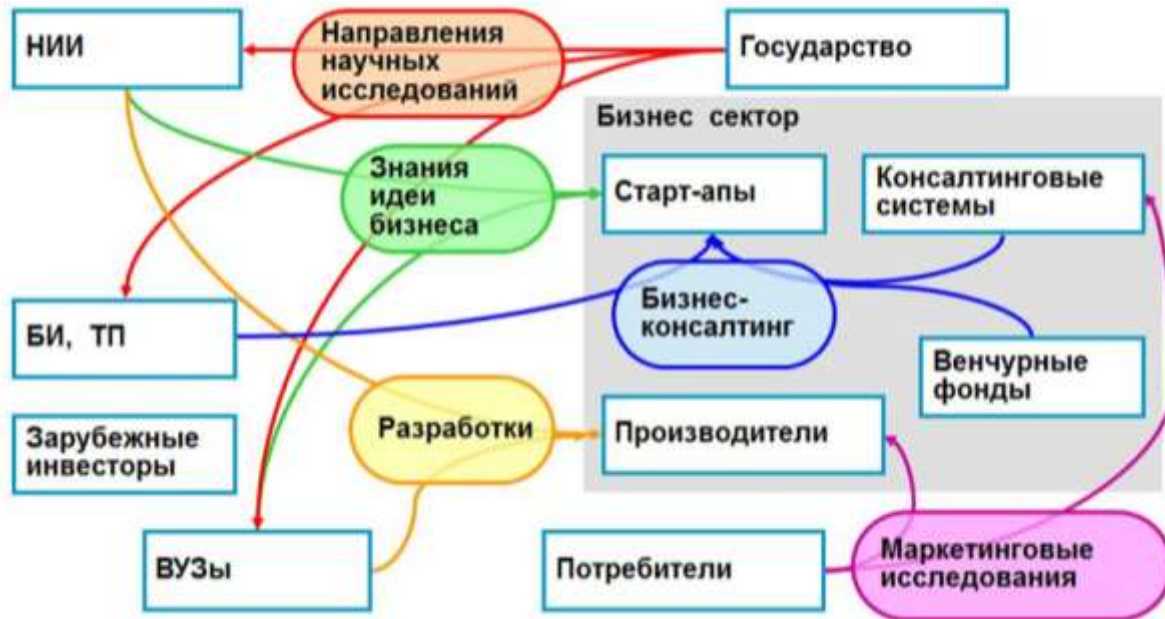 НИИ
Направления
научных
исследований
Государство
Бизнес сектор
Знания
идеи
бизнеса
Старт-апы
Консалтинговые
системы
БИ, ТП
Бизнес-
консалтинг
Венчурные
фонды
Зарубежные
инвесторы
Разработки
Производители
ВУЗы
Потребители
Маркетинговые
исследования